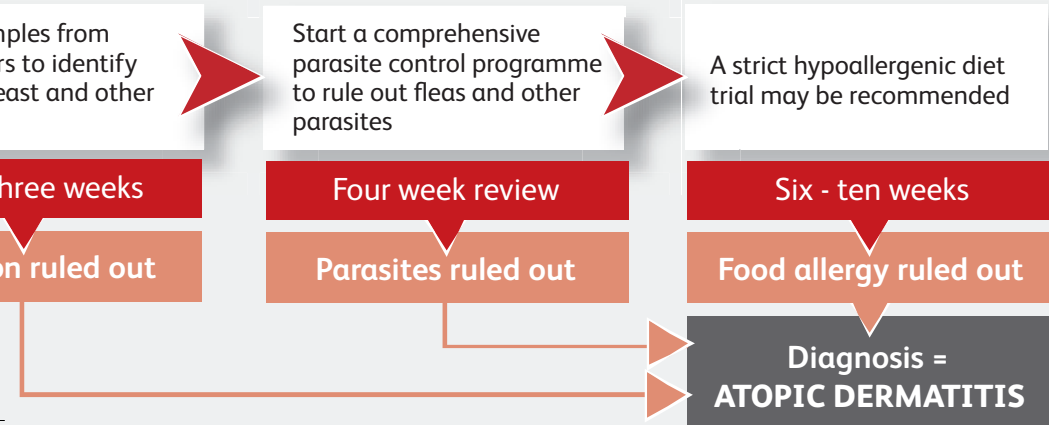 ples from
rs to identify
east and other
Start a comprehensive
parasite control programme
to rule out fleas and other
parasites
A strict hypoallergenic diet
trial may be recommended
hree weeks
Four week review
Six - ten weeks
on ruled out
Parasites ruled out
Food allergy ruled out
Diagnosis =
ATOPIC DERMATITIS